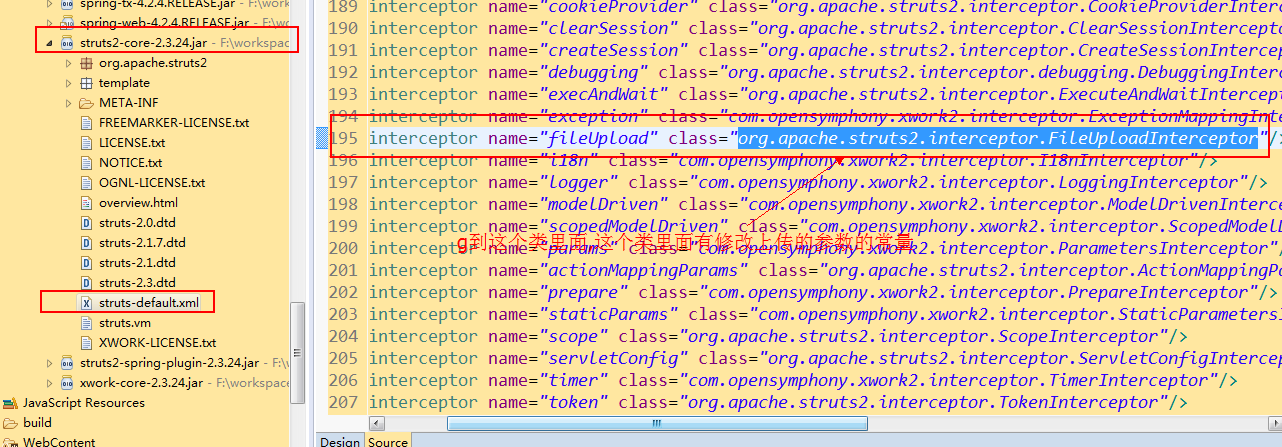 spring-tx-4.2.4.RELEASE.jar - F:\work
spring-web-4.2.4.RELEASE.jar - F:\wo
struts2-core-2.3.24.jar - F:\workspace
org.apache.struts2
template
META-INF
FREEMARKER-LICENSE.txt
LICENSE.txt
NOTICE.txt
OGNL-LICENSE.txt
overview.html
struts-2.0.dtd
struts-2.1.7.dtd
struts-2.1.dtd
struts-2.3.dtd
struts-default.xml
struts.vm
XWORK-LICENSE.txt
struts2-spring-plugin-2.3.24.jar - F:\w
xwork-core-2.3.24.jar - F:\workspace
JavaScript Resources
build
WebContent
189 interceptor name="cookieProvider" class="org.apache.struts2.interceptor.CookieProviderInterc
190 interceptor name="clearSession" class="org.apache.struts2.interceptor.ClearSessionIntercepto
191 interceptor name="createSession" class="org.apache.struts2.interceptor.CreateSessionIntercep
192 interceptor name="debugging" class="org.apache.struts2.interceptor.debugging.DebuggingInterc
193 interceptor name="execAndWait" class="org.apache.struts2.interceptor.ExecuteAndWaitIntercept
194 interceptor name="exception" class="com.opensymphony.xwork2.interceptor.ExceptionMappingInte
195 interceptor name="fileUpload" class="org.apache.struts2.interceptor.FileUploadInterceptor"/>
196 interceptor name="i18n" class="com.opensymphony.xwork2.interceptor.I18nInterceptor"/>
197 interceptor name="logger" class="com.opensymphony.xwork2.interceptor.LoggingInterceptor"/>
198 interceptor name="modelDriven" class="com.opensymphony.xwork2.interceptor.ModelDrivenInterce
199 interceptor name="scopedModelDriven" class="com.opensymphony.xwork2.interceptor.ScopedModelD
g到这个类里面,这个类里面有修改上传的参数的常量
200 interceptor name="params" class="com.opensymphony.xwork2.interceptor.ParametersInterceptor"/
201 interceptor name="actionMappingParams" class="org.apache.struts2.interceptor.ActionMappingPa
202 interceptor name="prepare" class="com.opensymphony.xwork2.interceptor.PrepareInterceptor"/>
203 interceptor name="staticParams" class="com.opensymphony.xwork2.interceptor.StaticParametersI
204 interceptor name="scope" class="org.apache.struts2.interceptor.ScopeInterceptor"/>
205 interceptor name="servletConfig" class="org.apache.struts2.interceptor.ServletConfigIntercep
206 interceptor name="timer" class="com.opensymphony.xwork2.interceptor.TimerInterceptor"/>
207 interceptor name="token" class="org.apache.struts2.interceptor.TokenInterceptor"/>
Design Source